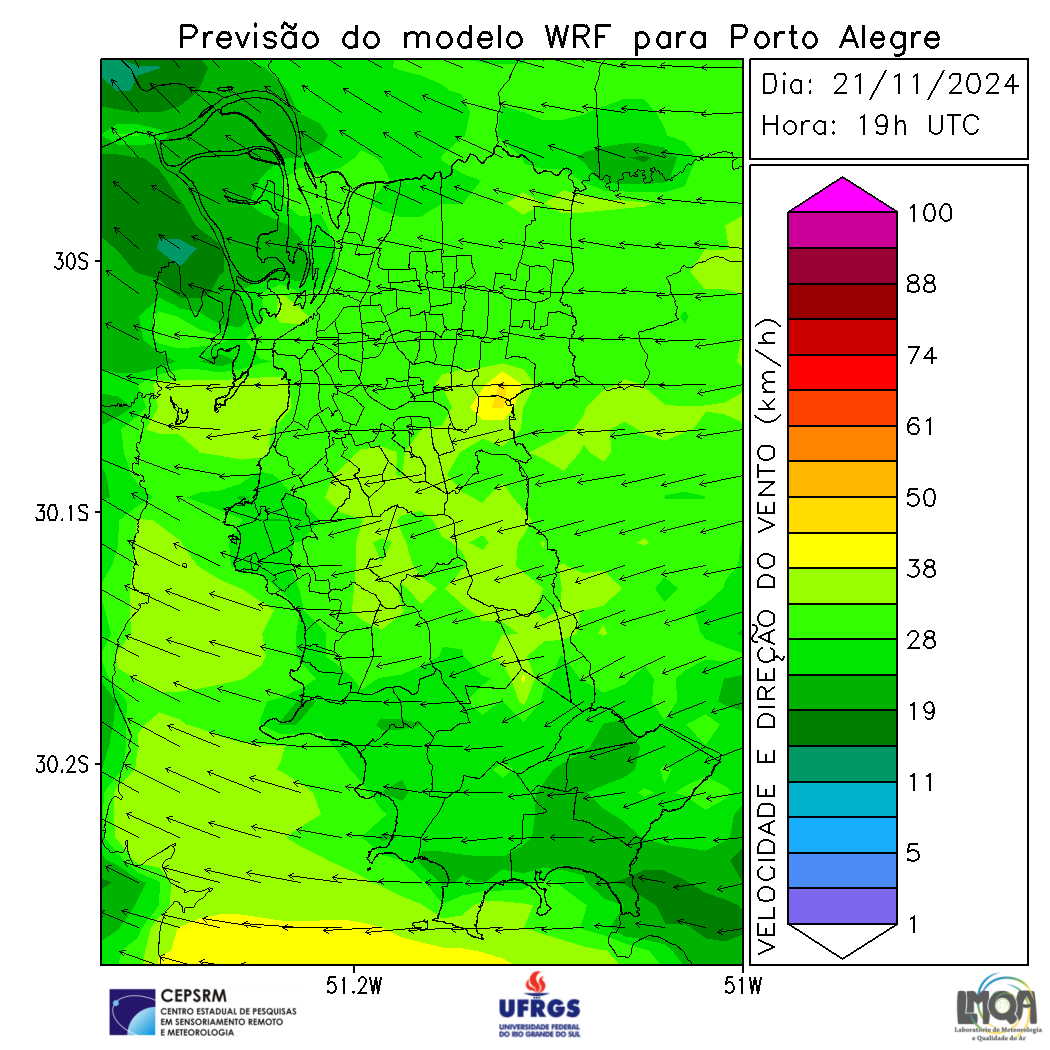 Previsão do modelo WRF para Porto Alegre
Dia: 21/11/2024
Hora: 19h UTC
30S
30.1S
30.2S
51.2W
51W
VELOCIDADE E DIREÇÃO DO VENTO (km/h)
100
88
74
61
50
38
28
19
11
5
1
CEPSRM
CENTRO ESTADUAL DE PESQUISAS
EM SENSORIAMENTO REMOTO
E METEOROLOGIA
UFRGS
UNIVERSIDADE FEDERAL
DO RIO GRANDE DO SUL
LMQA
Laboratório de Meteorologia
e Qualidade do Ar